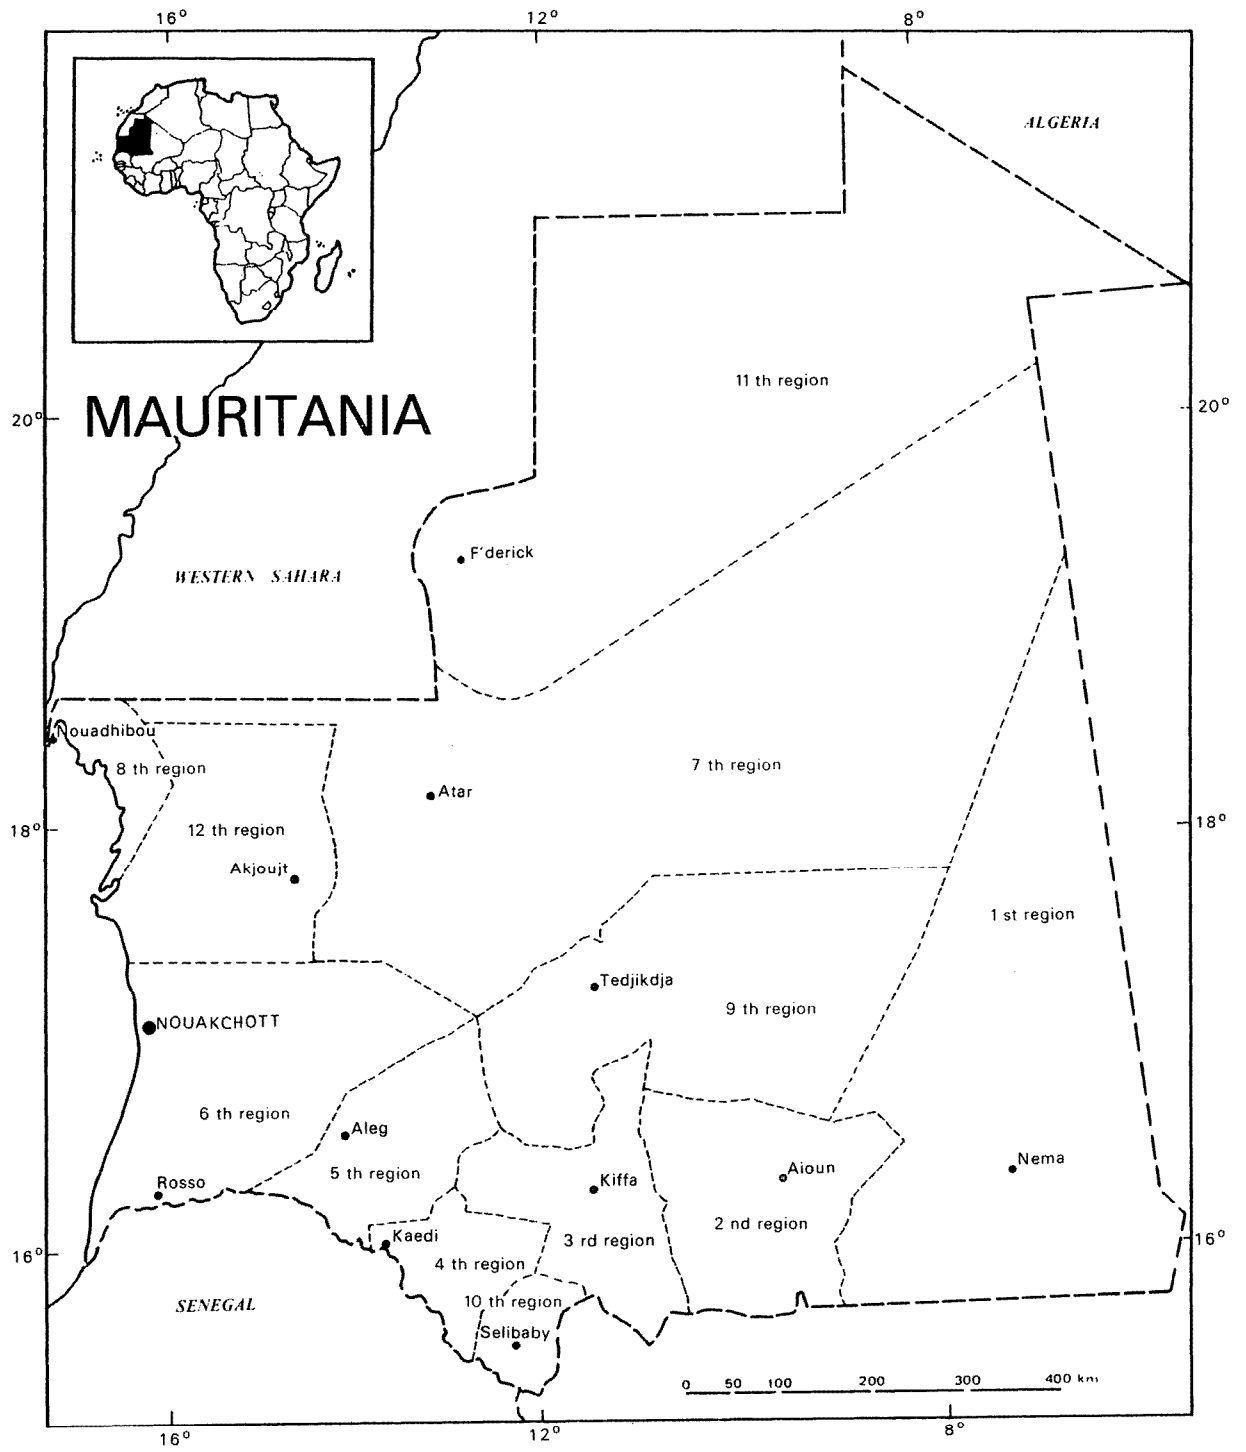 16° 12° 8°
ALGERIA
11 th region
MAURITANIA
20° 20°
F'derick
WESTERN SAHARA
Nouadhibou
8 th region
7 th region
Atar
12 th region
18° 18°
Akjoujt
1 st region
Tedjikdja
9 th region
NOUAKCHOTT
6 th region
Aleg
Nema
Aioun
5 th region
Kiffa
Rosso
2 nd region
Kaedi
3 rd region
16° 16°
4 th region
10 th region
SENEGAL
Selibaby
0 50 100 200 300 400 km
16° 12° 8°